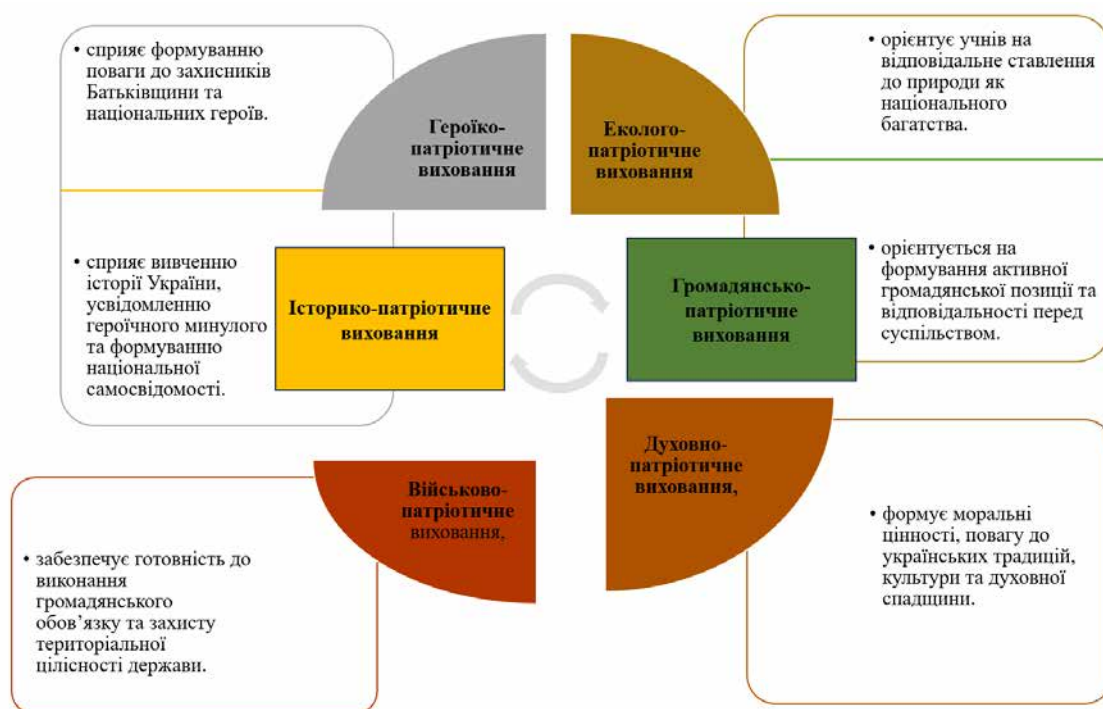 • сприяє формуванню
поваги до захисників
Батьківщини та
національних героїв.
Героїко-
патріотичне
виховання
Еколого-
патріотичне
виховання
• орієнтує учнів на
відповідальне ставлення
до природи як
національного
багатства.
• сприяє вивченню
історії України,
усвідомленню
героїчного минулого
та формуванню
національної
самосвідомості.
Історико-патріотичне
виховання
Громадянсько-
патріотичне
виховання
• орієнтується на
формування активної
громадянської позиції та
відповідальності перед
суспільством.
• забезпечує готовність до
виконання
громадянського
обов’язку та захисту
територіальної
цілісності держави.
Військово-
патріотичне
виховання,
Духовно-
патріотичне
виховання,
• формує моральні
цінності, повагу до
українських традицій,
культури та духовної
спадщини.